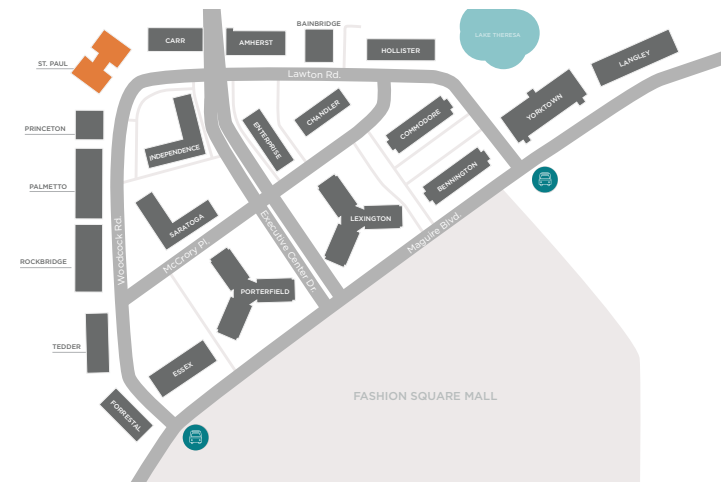 BAINBRIDGE
CARR
AMHERST
HOLLISTER
LAKE THERESA
LANGLEY
ST. PAUL
Lawton Rd.
YORKTOWN
CHANDLER
COMMODORE
PRINCETON
ENTERPRISE
INDEPENDENCE
PALMETTO
BENNINGTON
SARATOGA
LEXINGTON
Woodcock Rd.
McCrory Pl.
Executive Center Dr.
Maguire Blvd.
ROCKBRIDGE
PORTERFIELD
TEDDER
ESSEX
FASHION SQUARE MALL
FORRESTAL